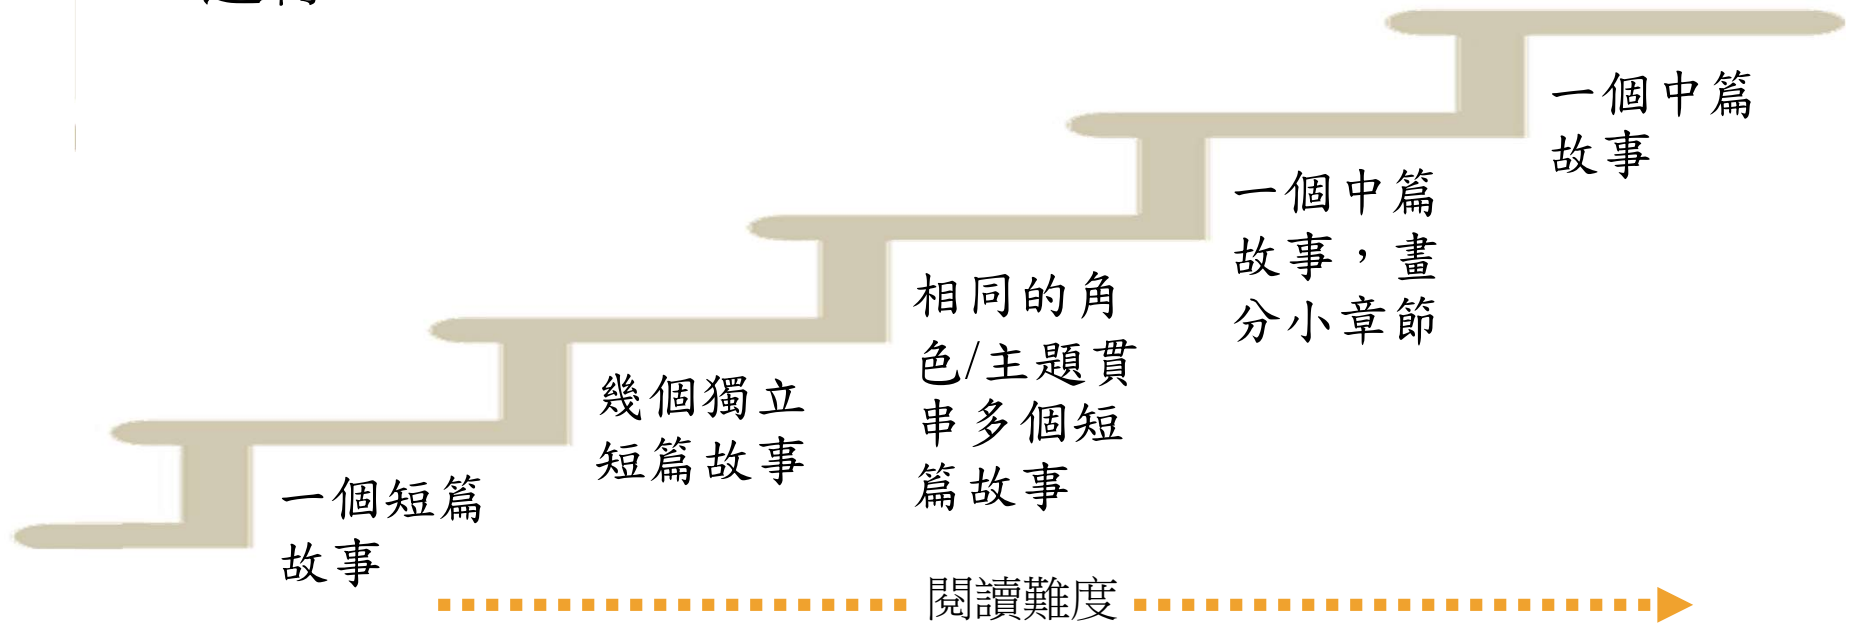 一個短篇
故事
幾個獨立
短篇故事
相同的角
色/主題貫
串多個短
篇故事
一個中篇
故事，畫
分小章節
一個中篇
故事
閱讀難度